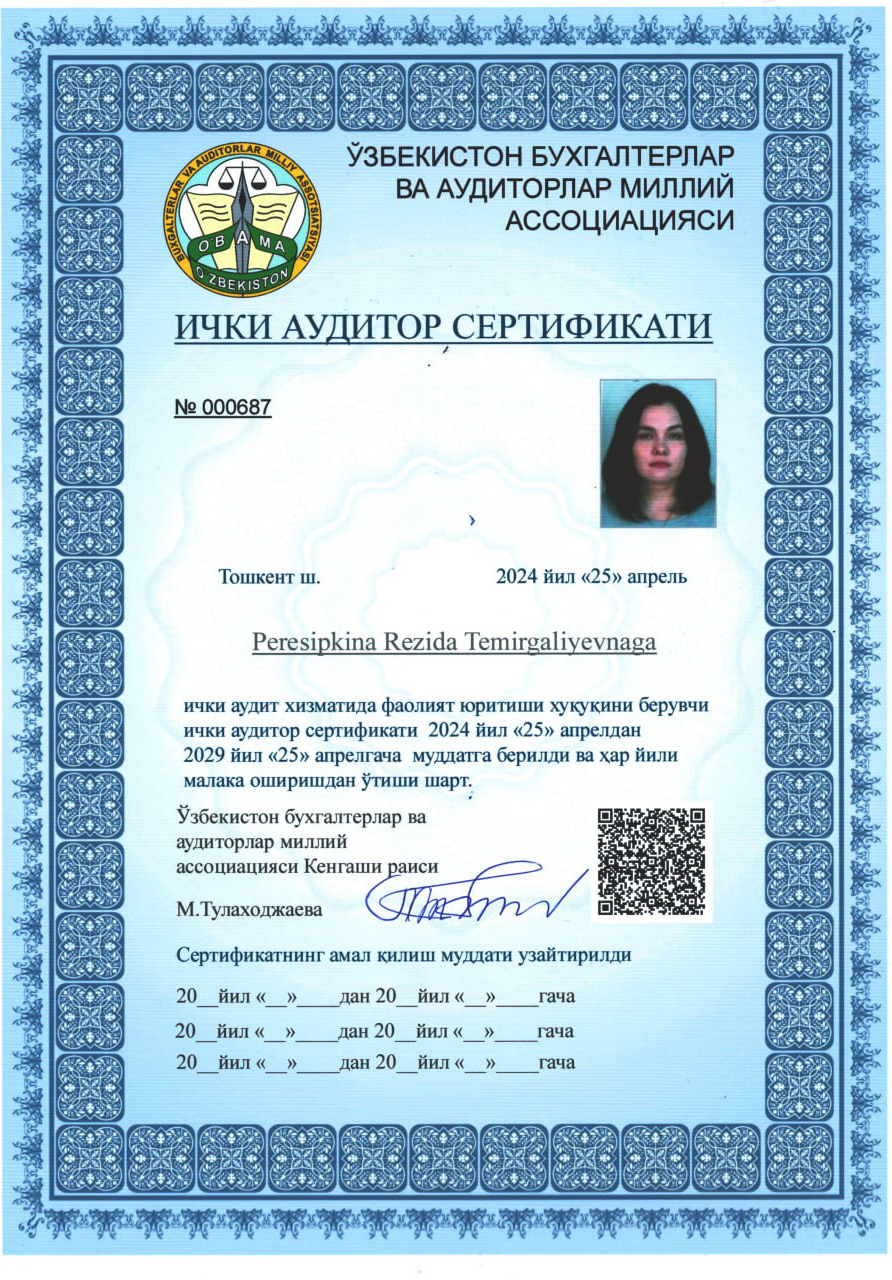 BUXGALTERLAR VA AUDITORLAR MILLIY ASSOTSIATSIYASI
O'BAMA
O'ZBEKISTON
ЎЗБЕКИСТОН БУХГАЛТЕРЛАР
ВА АУДИТОРЛАР МИЛЛИЙ
АССОЦИАЦИЯСИ
ИЧКИ АУДИТОР СЕРТИФИКАТИ
№ 000687
Тошкент ш. 2024 йил «25» апрель
Peresipkina Rezida Temirgaliyevnaga
ички аудит хизматида фаолият юритиши ҳуқуқини берувчи
ички аудитор сертификати 2024 йил «25» апрелдан
2029 йил «25» апрелгача муддатга берилди ва ҳар йили
малака оширишдан ўтиши шарт.
Ўзбекистон бухгалтерлар ва
аудиторлар миллий
ассоциацияси Кенгаши раиси
М.Тулаходжаева
Сертификатнинг амал қилиш муддати узайтирилди
20__йил «__»____дан 20__йил «__»____гача
20__йил «__»____дан 20__йил «__»____гача
20__йил «__»____дан 20__йил «__»____гача